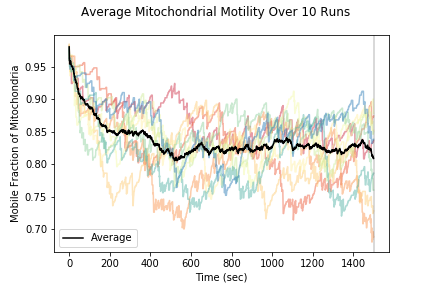 Average Mitochondrial Motility Over 10 Runs
Mobile Fraction of Mitochondria
0.95
0.90
0.85
0.80
0.75
0.70
Average
0 200 400 600 800 1000 1200 1400
Time (sec)